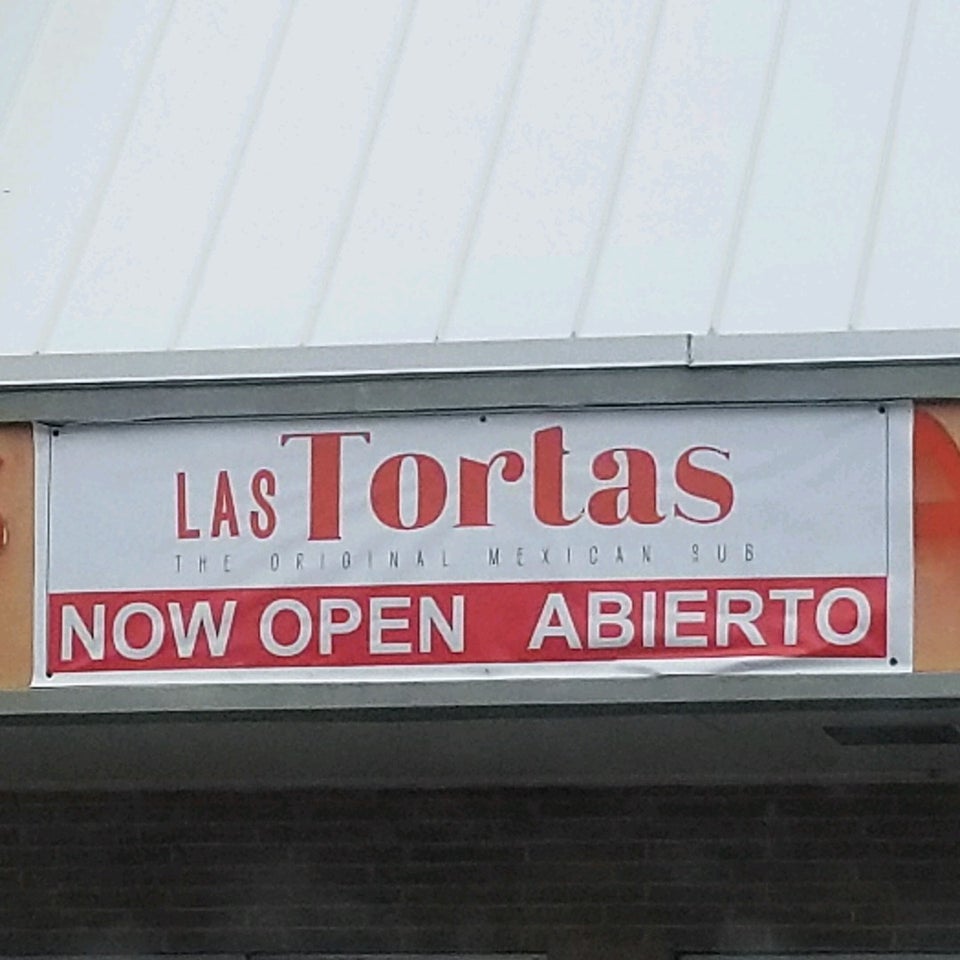 LAS Tortas
THE ORIGINAL MEXICAN SUB
NOW OPEN ABIERTO